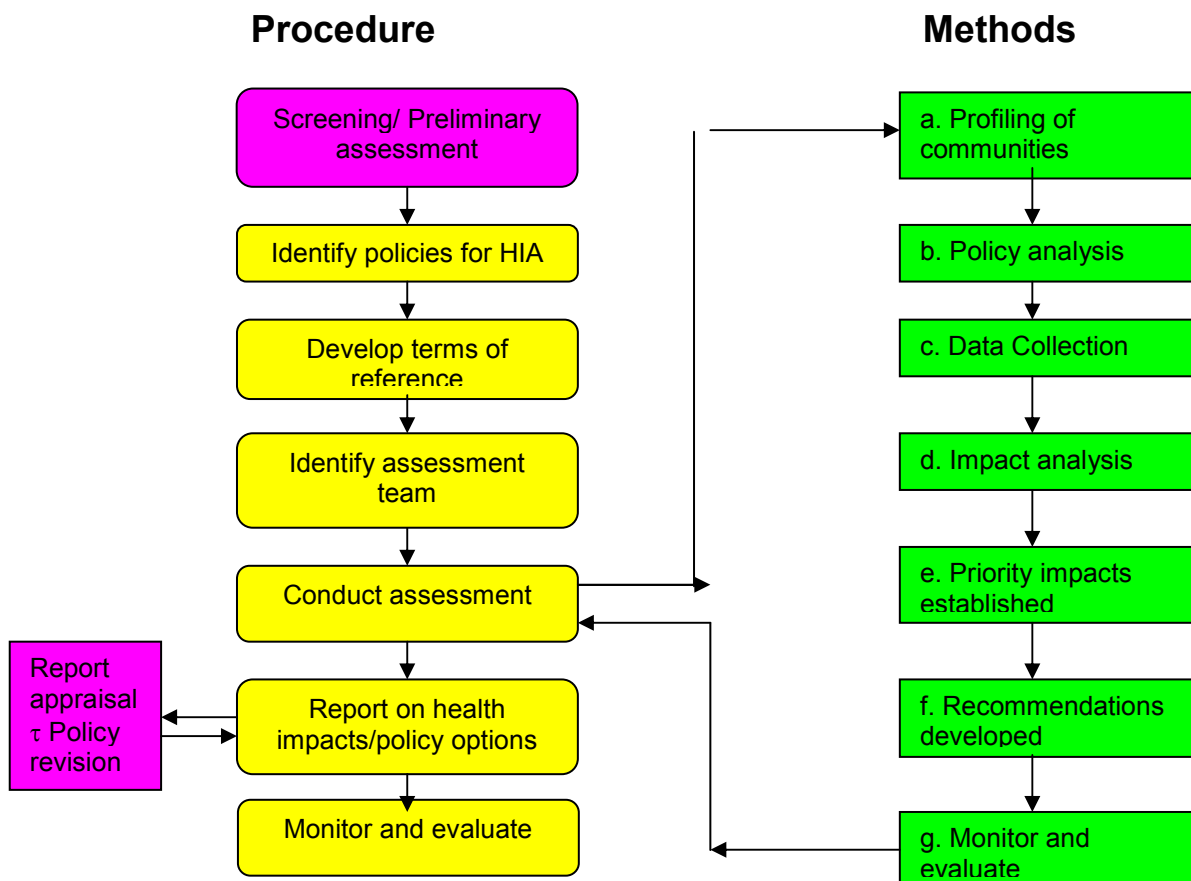 Procedure
Screening/ Preliminary
assessment
Identify policies for HIA
Develop terms of
reference
Identify assessment
team
Conduct assessment
Report on health
impacts/policy options
Monitor and evaluate
Report
appraisal
τ Policy
revision
Methods
a. Profiling of
communities
b. Policy analysis
c. Data Collection
d. Impact analysis
e. Priority impacts
established
f. Recommendations
developed
g. Monitor and
evaluate